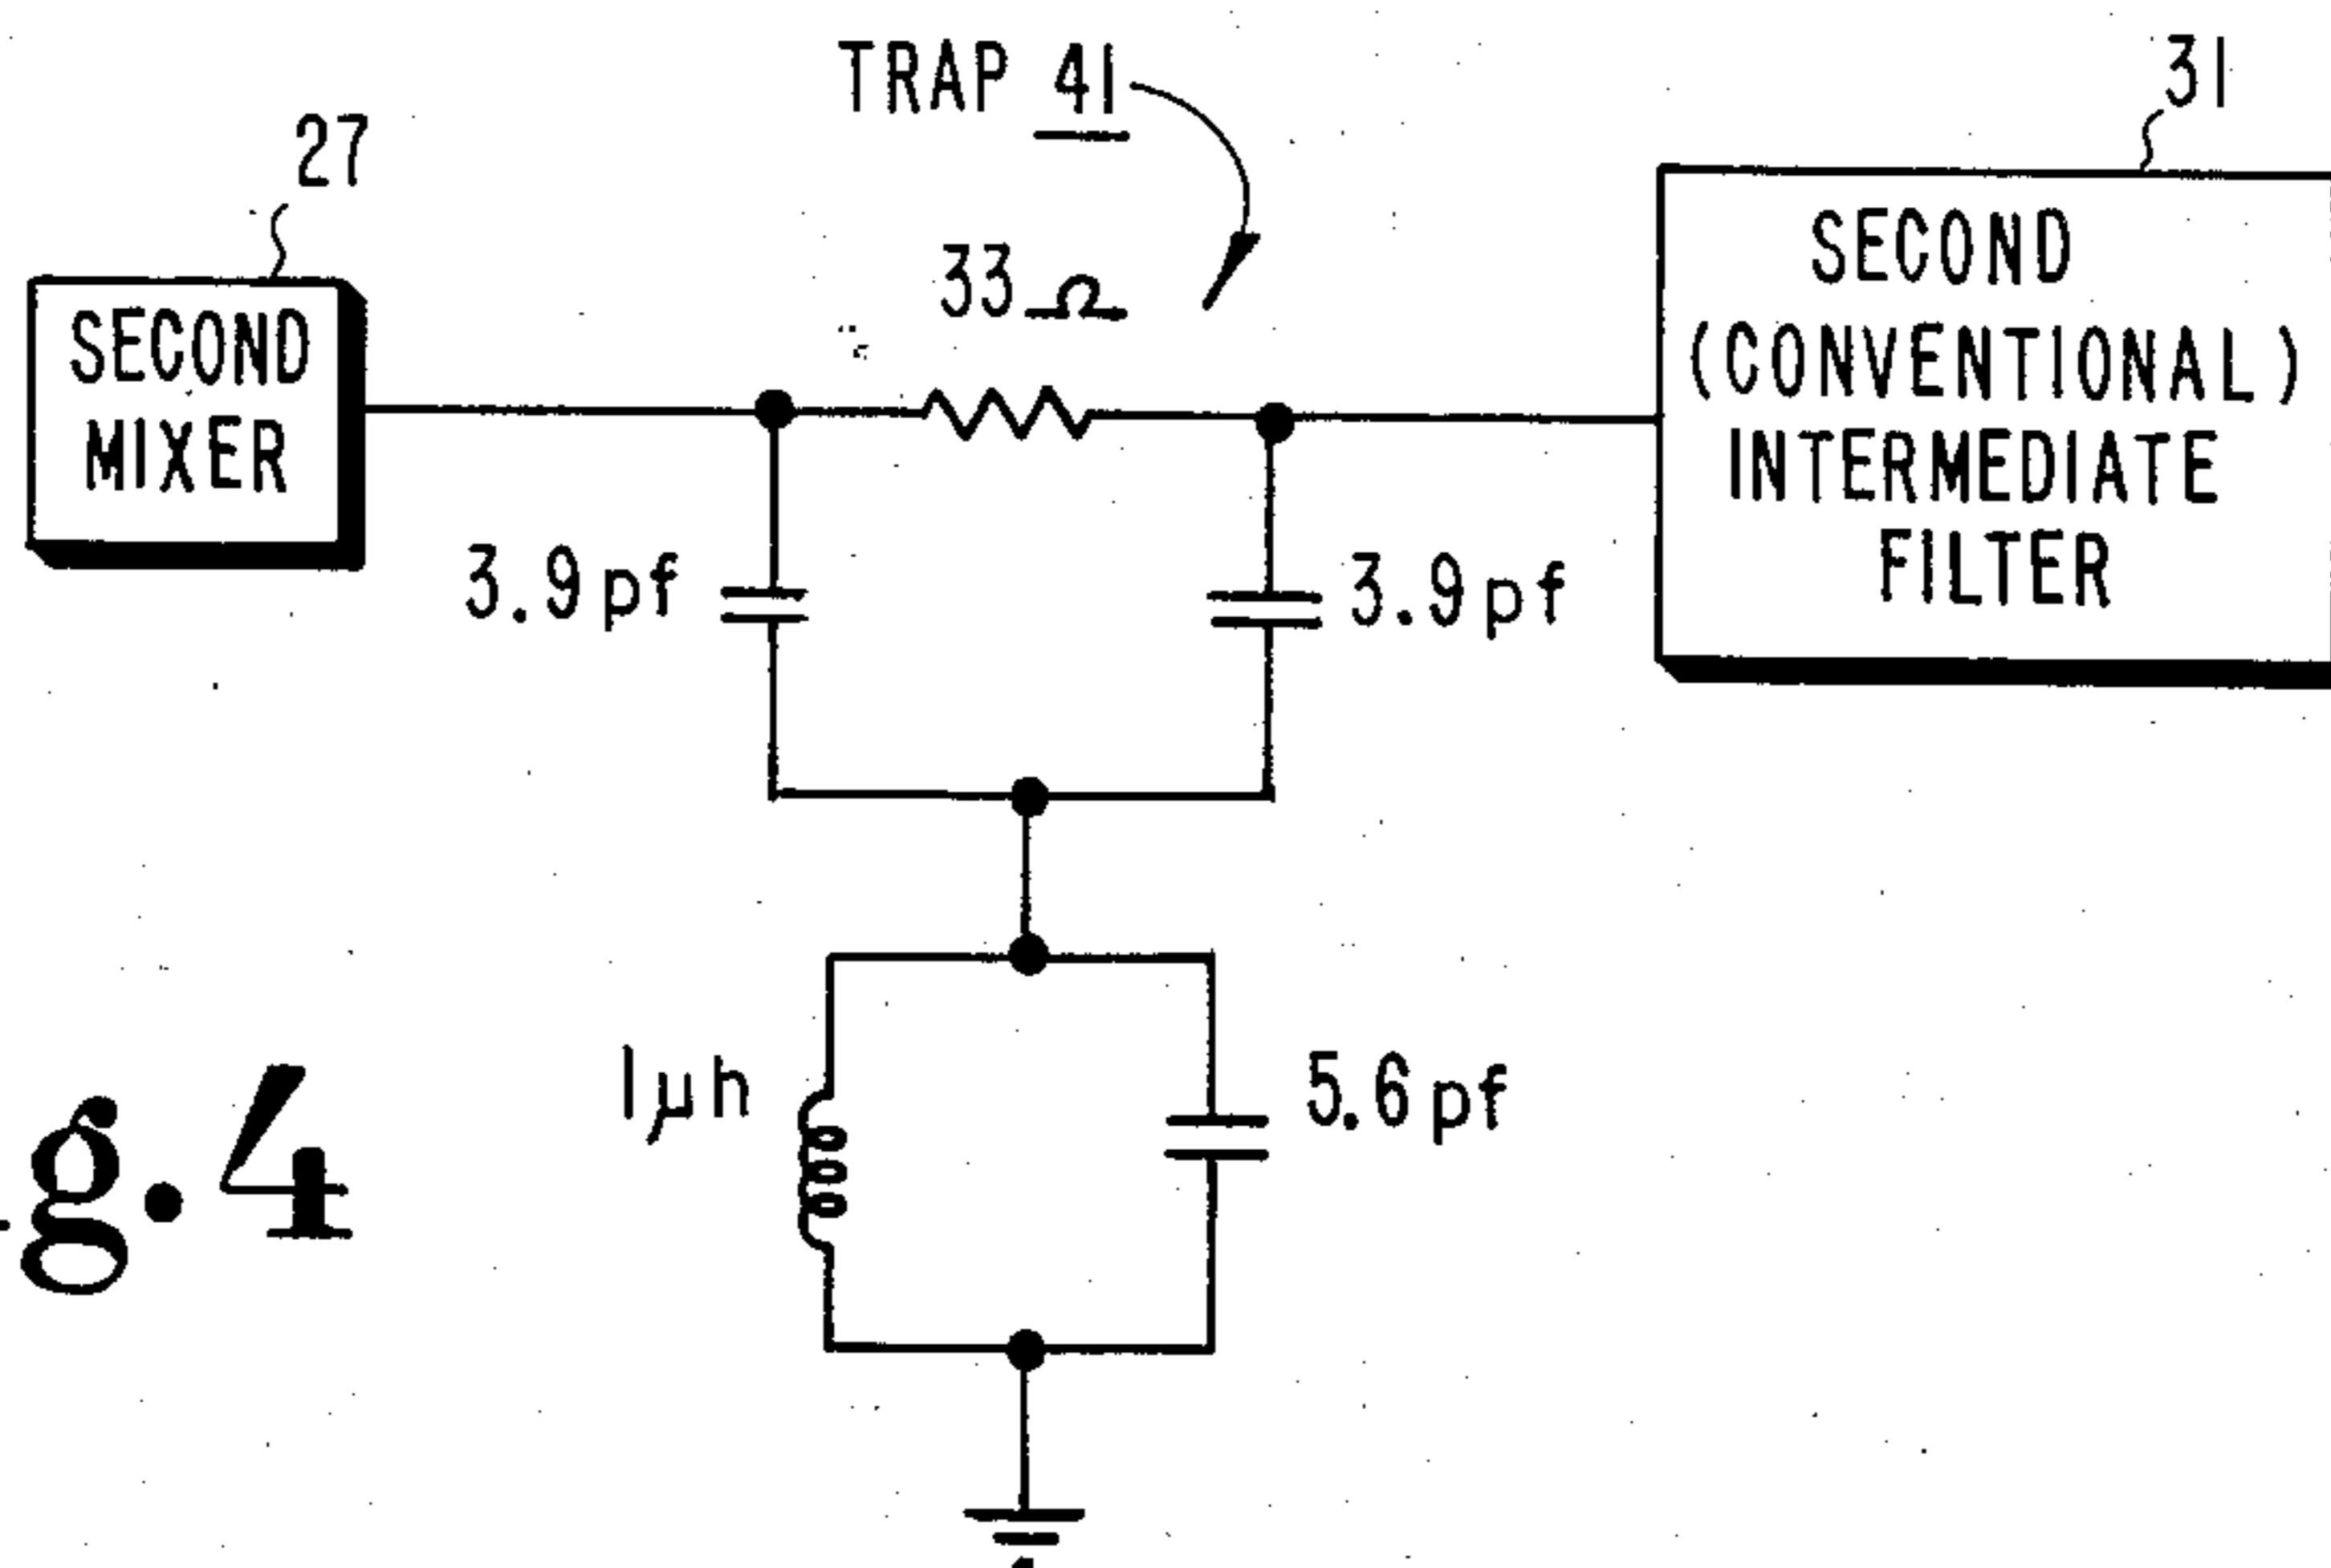 TRAP 41
31
27
33Ω
SECOND
MIXER
SECOND
(CONVENTIONAL)
INTERMEDIATE
FILTER
3.9pf
3.9pf
1μh
5.6pf
g.4